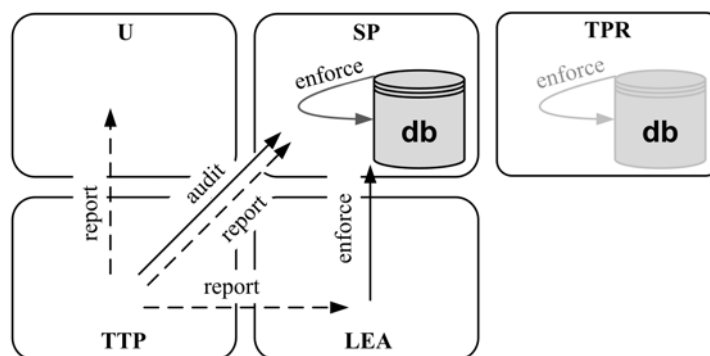 U
SP
TPR
enforce
enforce
db
db
report
audit
report
enforce
report
TTP
LEA